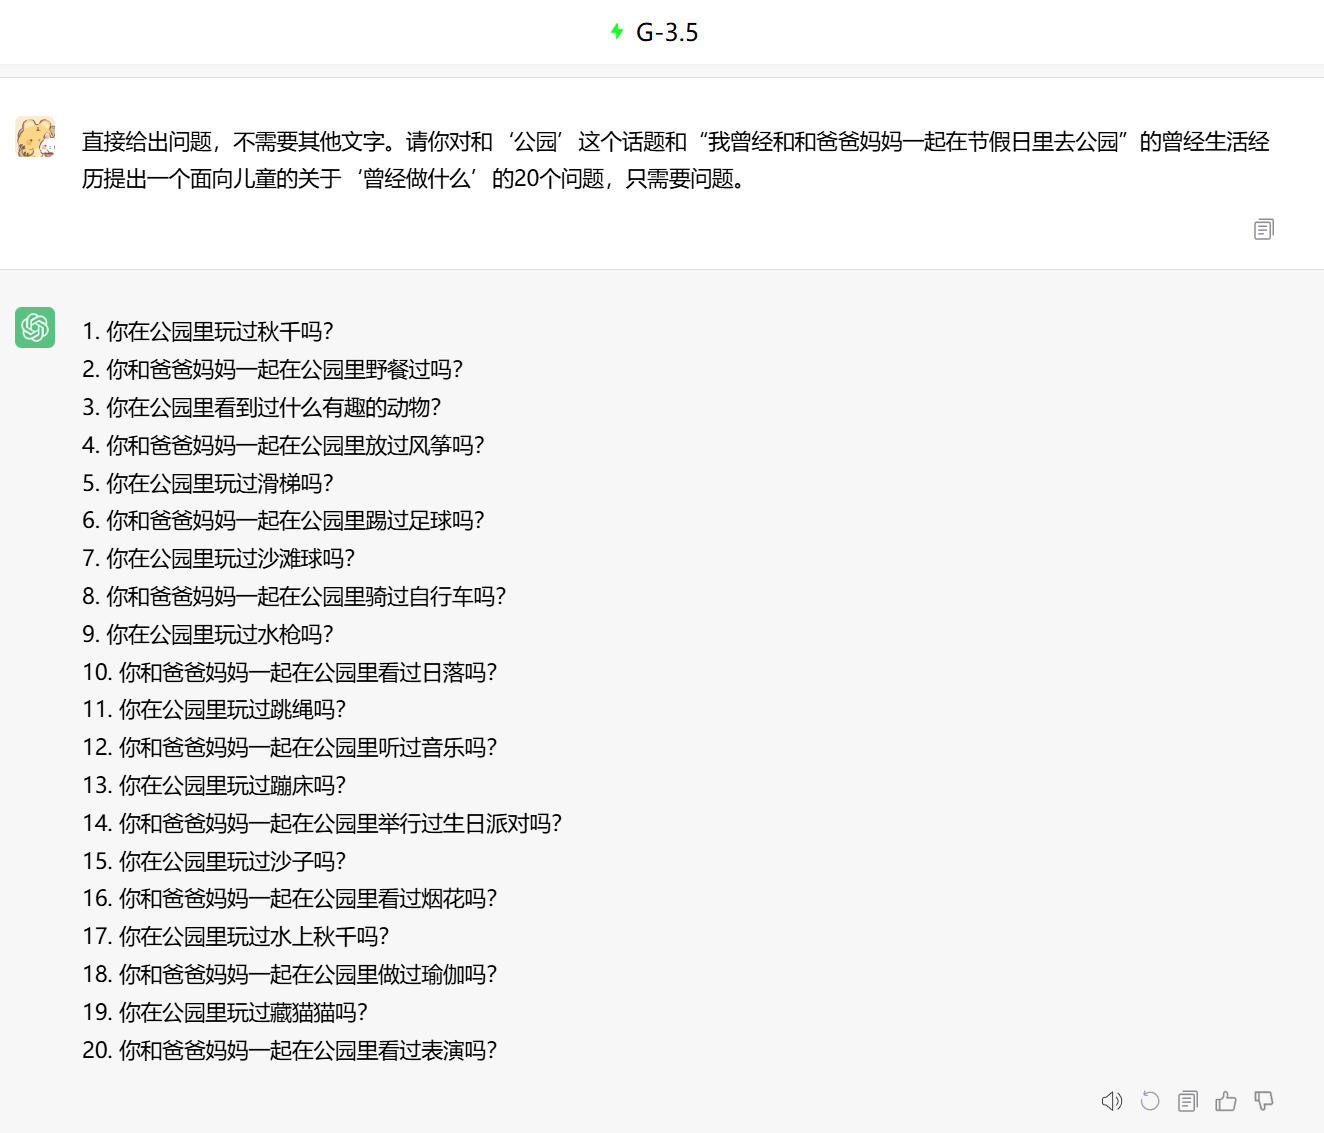 G-3.5
直接给出问题，不需要其他文字。请你对和‘公园’这个话题和“我曾经和和爸爸妈妈一起在节假日里去公园”的曾经生活经
历提出一个面向儿童的关于‘曾经做什么’的20个问题，只需要问题。
1. 你在公园里玩过秋千吗？
2. 你和爸爸妈妈一起在公园里野餐过吗？
3. 你在公园里看到过什么有趣的动物？
4. 你和爸爸妈妈一起在公园里放过风筝吗？
5. 你在公园里玩过滑梯吗？
6. 你和爸爸妈妈一起在公园里踢过足球吗？
7. 你在公园里玩过沙滩球吗？
8. 你和爸爸妈妈一起在公园里骑过自行车吗？
9. 你在公园里玩过水枪吗？
10. 你和爸爸妈妈一起在公园里看过日落吗？
11. 你在公园里玩过跳绳吗？
12. 你和爸爸妈妈一起在公园里听过音乐吗？
13. 你在公园里玩过蹦床吗？
14. 你和爸爸妈妈一起在公园里举行过生日派对吗？
15. 你在公园里玩过沙子吗？
16. 你和爸爸妈妈一起在公园里看过烟花吗？
17. 你在公园里玩过水上秋千吗？
18. 你和爸爸妈妈一起在公园里做过瑜伽吗？
19. 你在公园里玩过藏猫猫吗？
20. 你和爸爸妈妈一起在公园里看过表演吗？